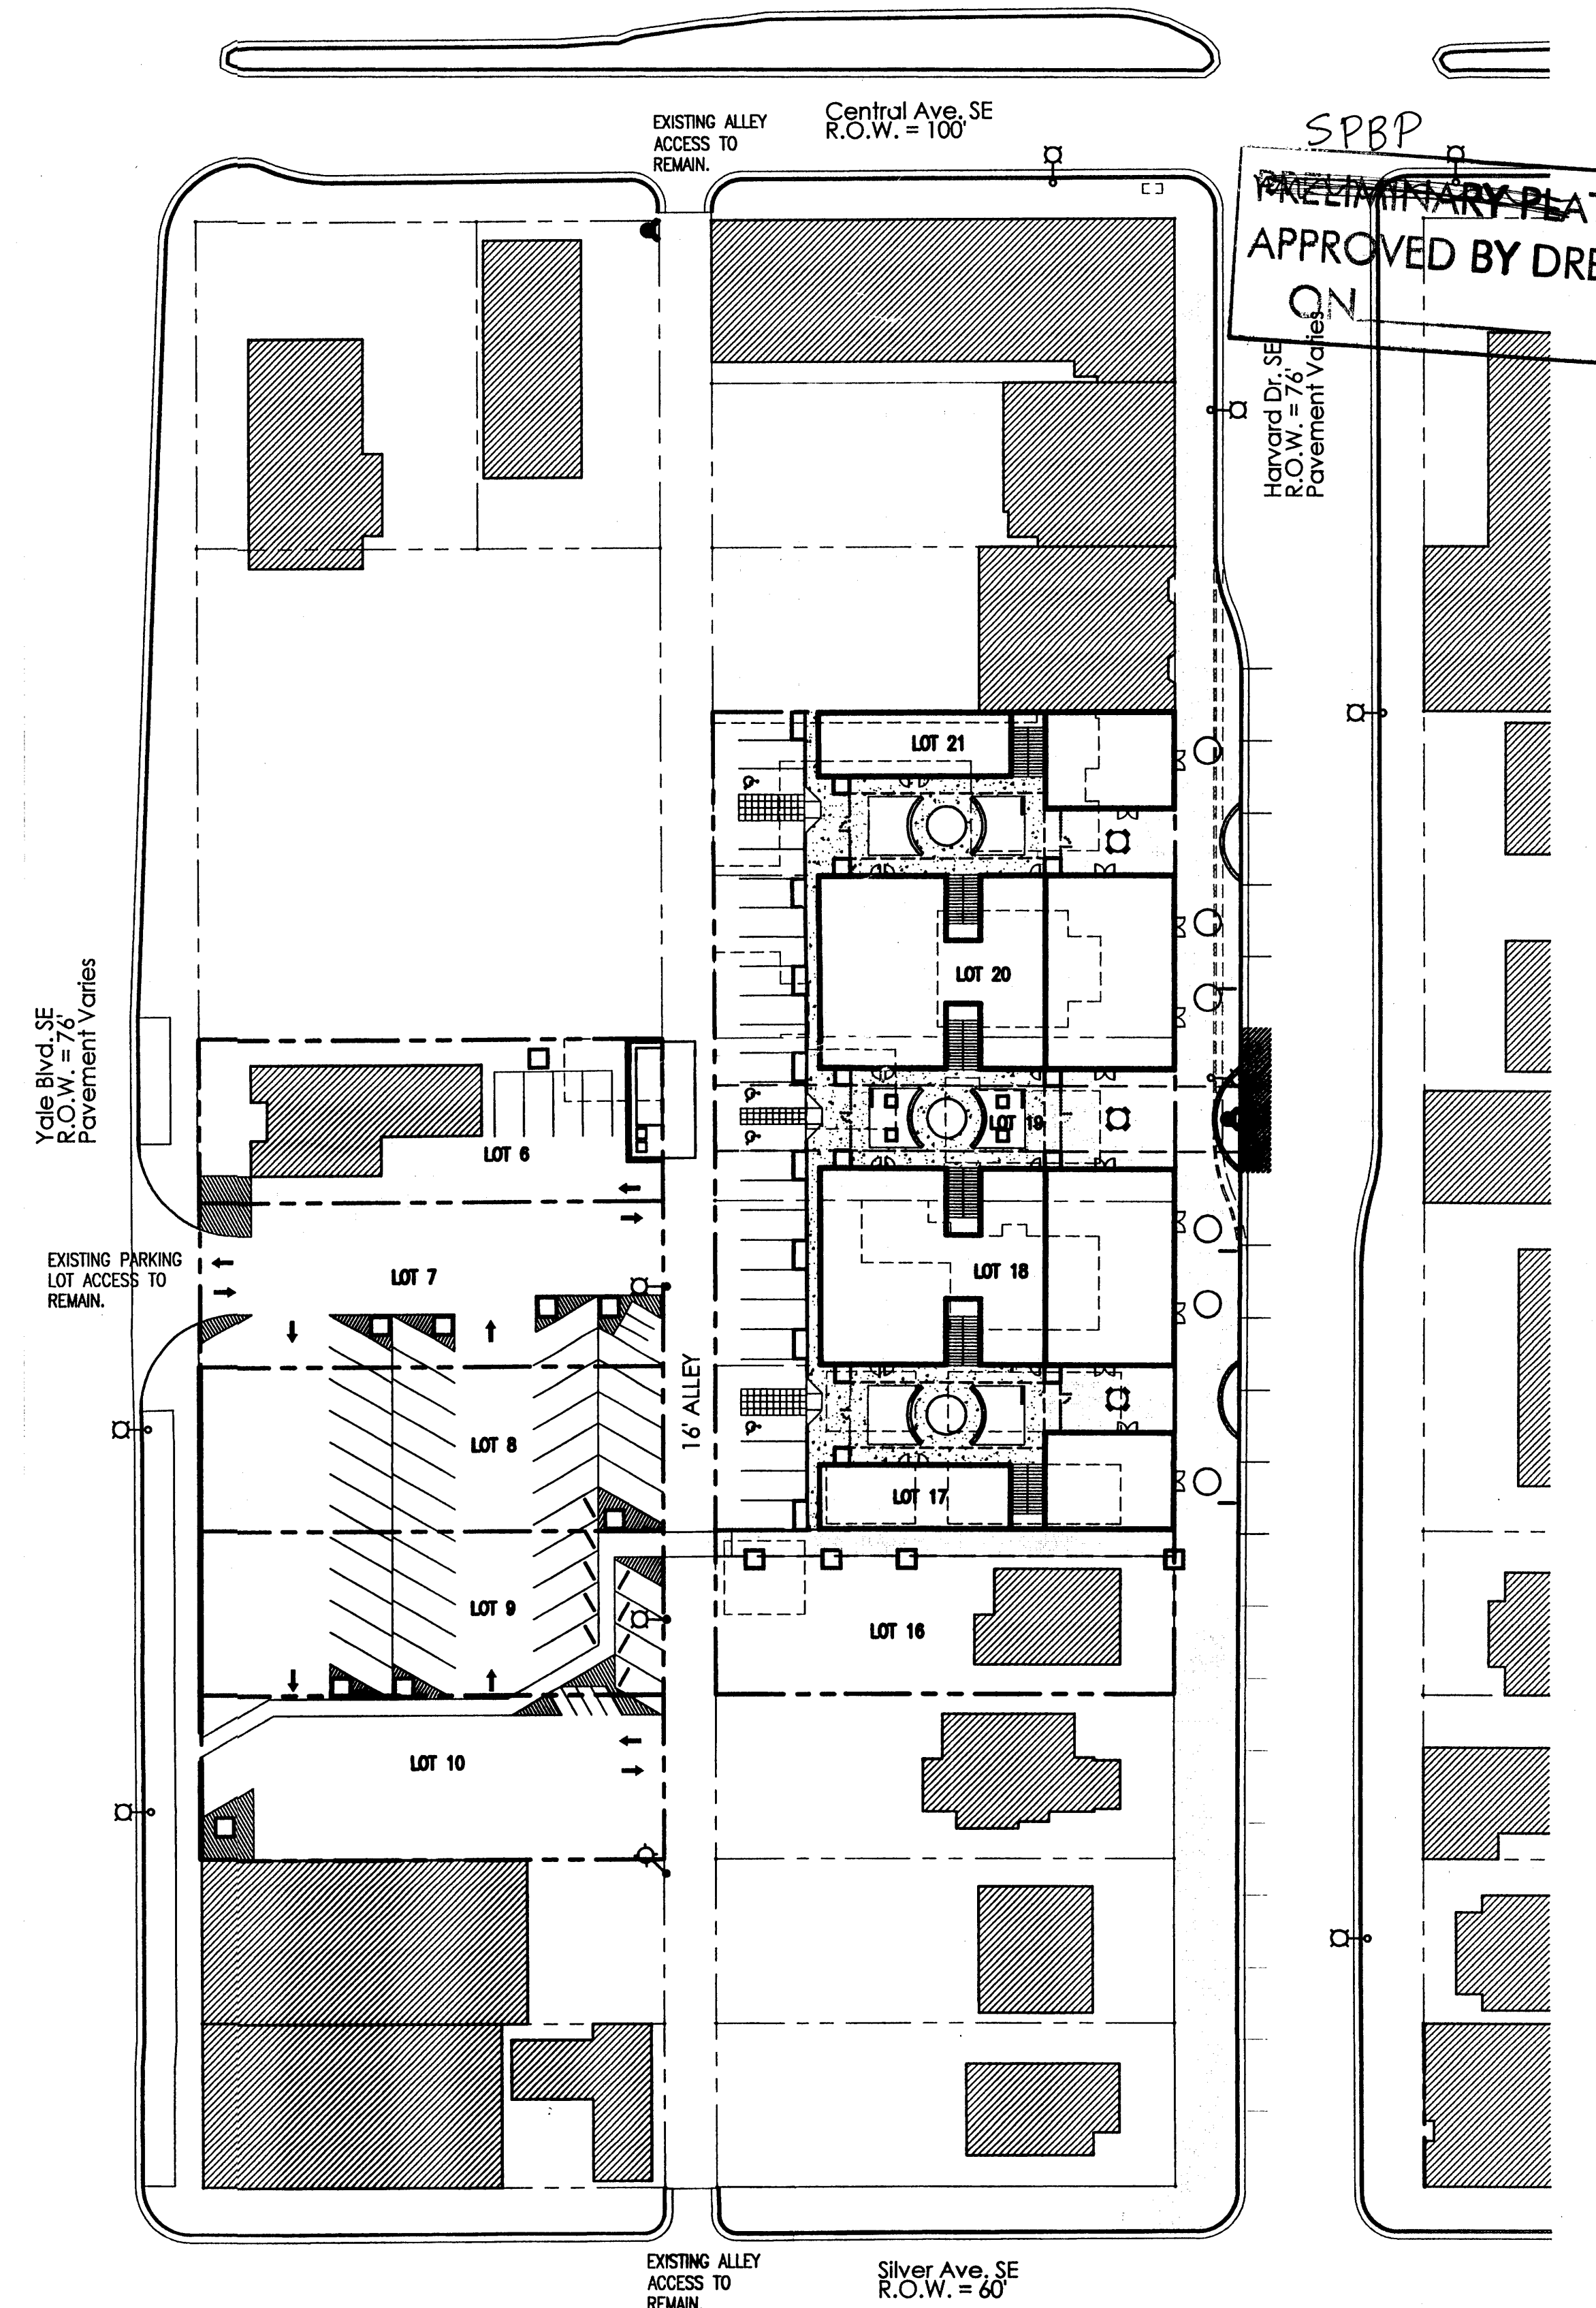 Central Ave. SE
R.O.W. = 100'
EXISTING ALLEY
ACCESS TO
REMAIN.
SPBP
PRELIMINARY PLAT
APPROVED BY DRB
ON
Harvard Dr. SE
R.O.W. = 76'
Pavement Varies
LOT 21
LOT 20
Yale Blvd. SE
R.O.W. = 76'
Pavement Varies
LOT 19
LOT 6
EXISTING PARKING
LOT ACCESS TO
REMAIN.
LOT 7
LOT 18
16' ALLEY
LOT 8
LOT 17
LOT 9
LOT 16
LOT 10
EXISTING ALLEY
ACCESS TO
REMAIN.
Silver Ave. SE
R.O.W. = 60'